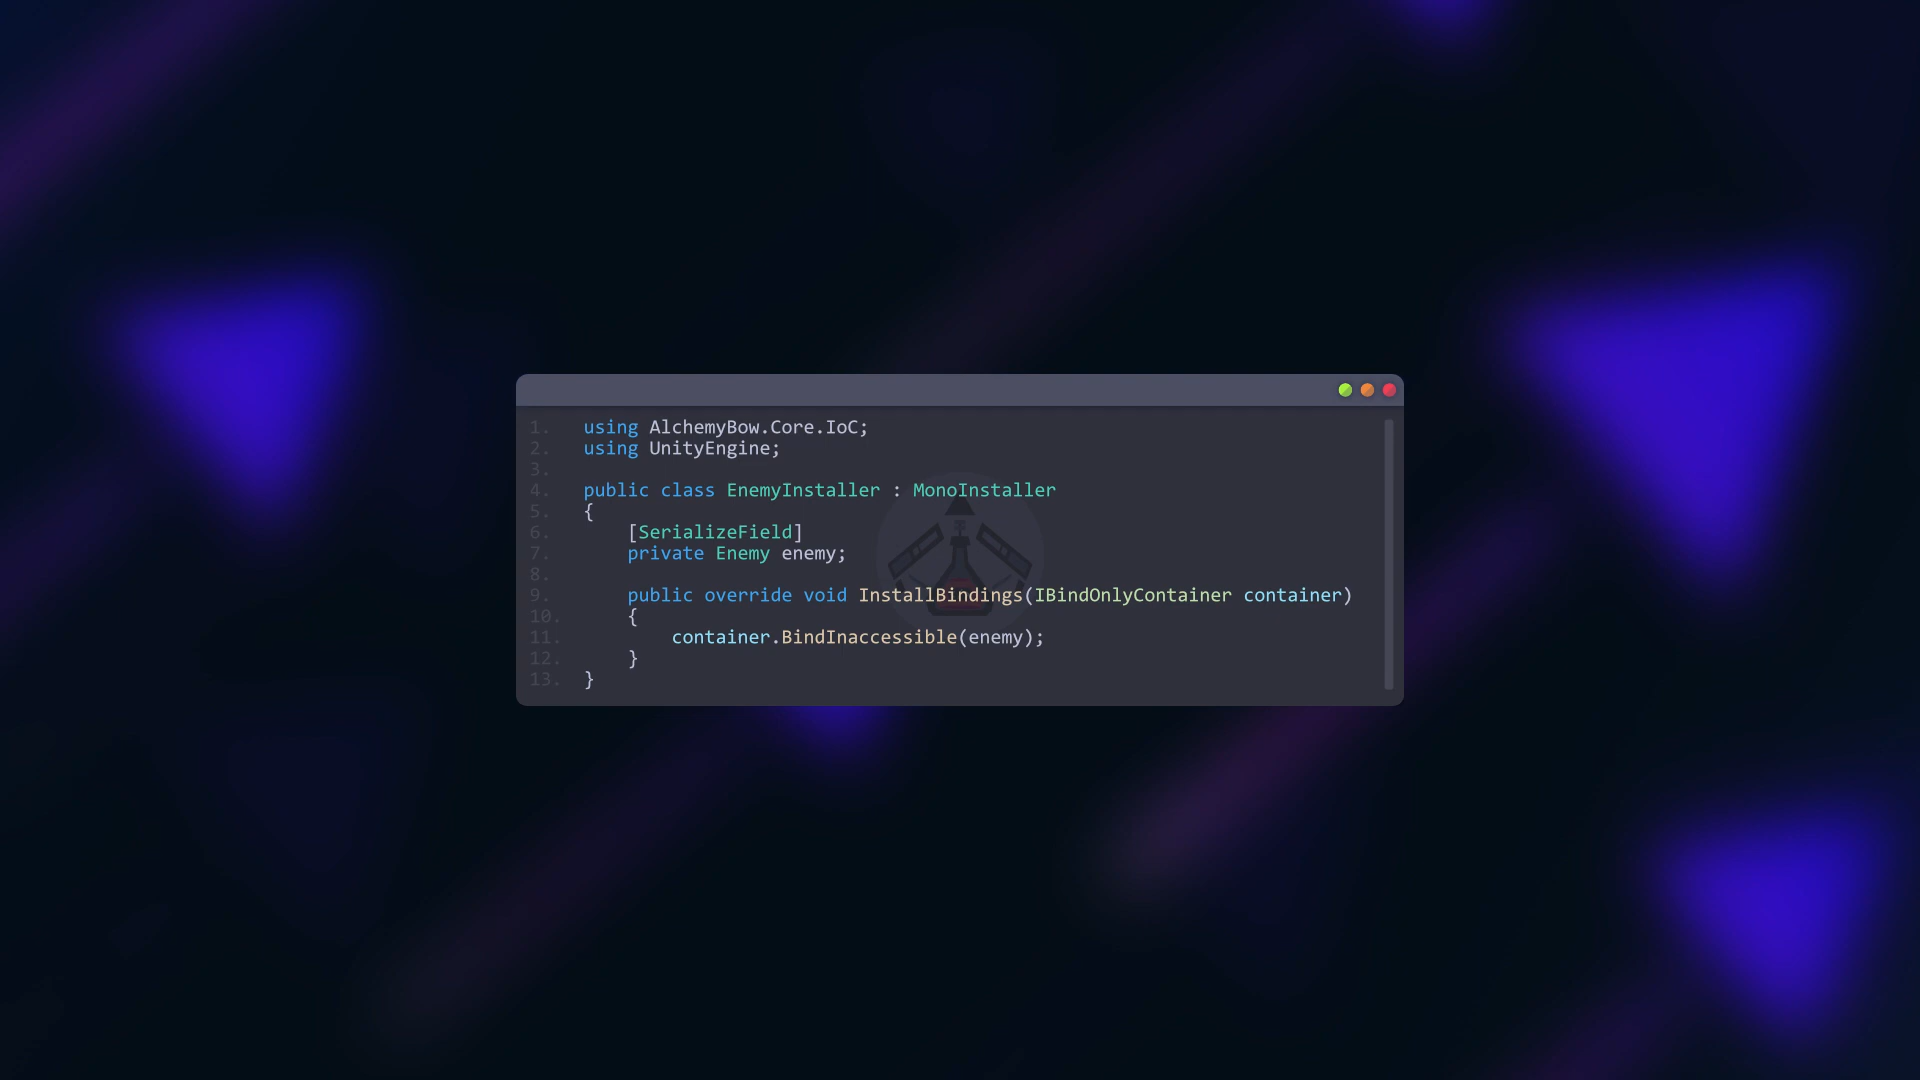 1. using AlchemyBow.Core.IoC;
2. using UnityEngine;
3.
4. public class EnemyInstaller : MonoInstaller
5. {
6.     [SerializeField]
7.     private Enemy enemy;
8.
9.     public override void InstallBindings(IBindOnlyContainer container)
10.     {
11.         container.BindInaccessible(enemy);
12.     }
13. }